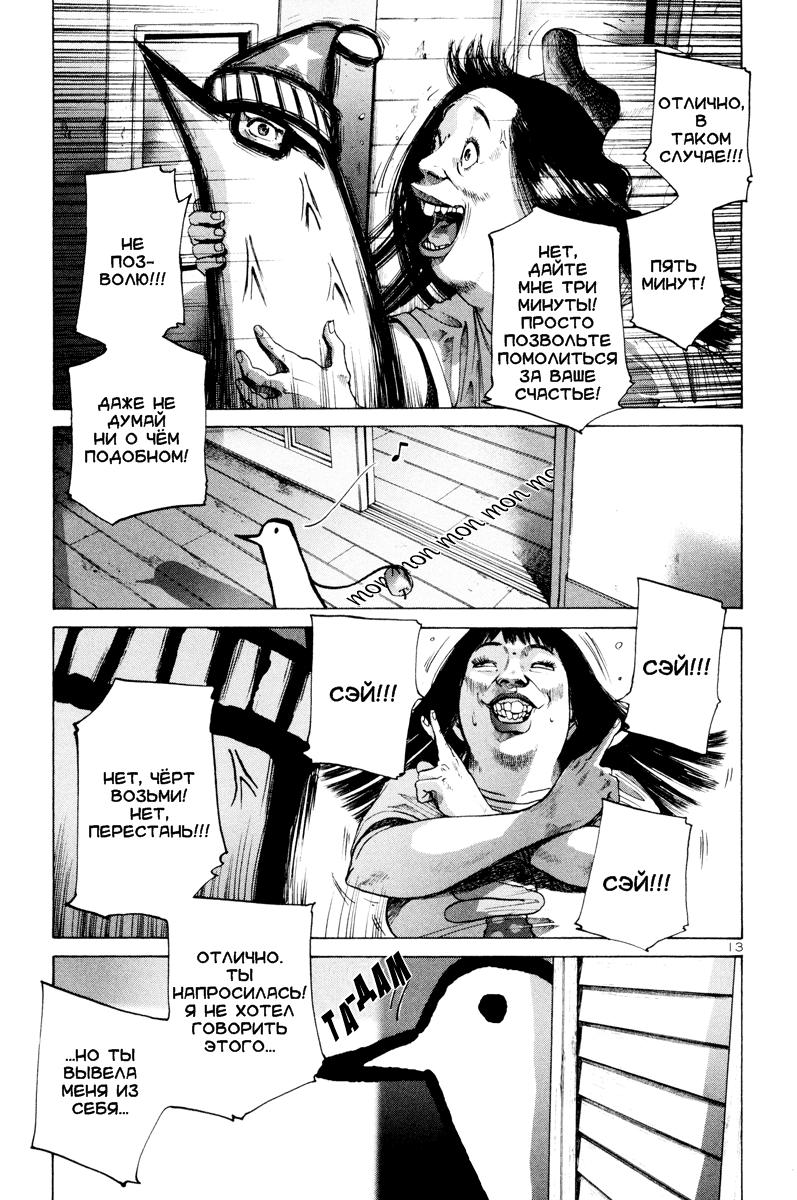 ОТЛИЧНО,
В
ТАКОМ
СЛУЧАЕ!!!
ПЯТЬ
МИНУТ!
НЕТ,
ДАЙТЕ
МНЕ ТРИ
МИНУТЫ!
ПРОСТО
ПОЗВОЛЬТЕ
ПОМОЛИТЬСЯ
ЗА ВАШЕ
СЧАСТЬЕ!
НЕ
ПОЗ-
ВОЛЮ!!!
ДАЖЕ НЕ
ДУМАЙ
НИ О ЧЁМ
ПОДОБНОМ!
mon mon mon mon mo
СЭЙ!!!
СЭЙ!!!
СЭЙ!!!
НЕТ, ЧЁРТ
ВОЗЬМИ!
НЕТ,
ПЕРЕСТАНЬ!!!
13
ОТЛИЧНО.
ТЫ
НАПРОСИЛАСЬ!
Я НЕ ХОТЕЛ
ГОВОРИТЬ
ЭТОГО...
ТА-ДАМ
...НО ТЫ
ВЫВЕЛА
МЕНЯ ИЗ
СЕБЯ...